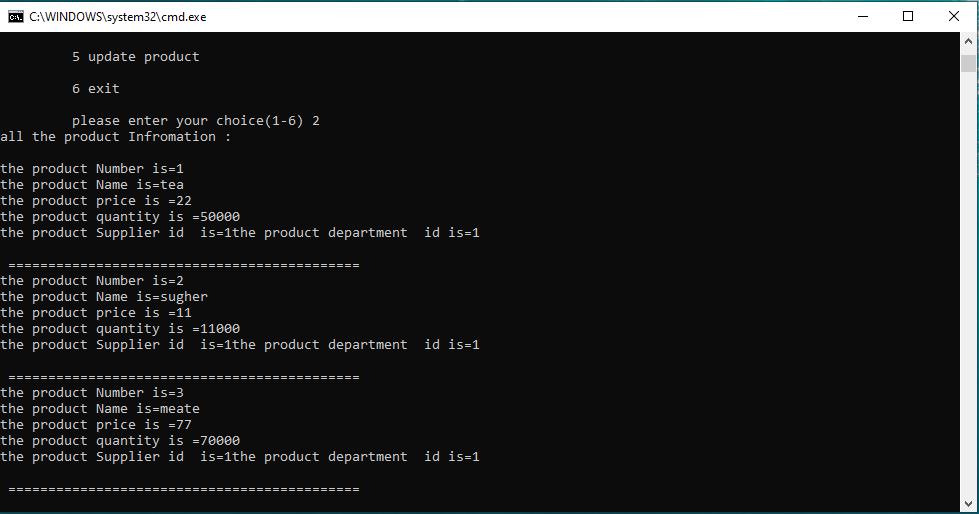 C:\WINDOWS\system32\cmd.exe
5 update product
6 exit
please enter your choice(1-6) 2
all the product Infromation :
the product Number is=1
the product Name is=tea
the product price is =22
the product quantity is =50000
the product Supplier id  is=1the product department  id is=1
============================================
the product Number is=2
the product Name is=sugher
the product price is =11
the product quantity is =11000
the product Supplier id  is=1the product department  id is=1
============================================
the product Number is=3
the product Name is=meate
the product price is =77
the product quantity is =70000
the product Supplier id  is=1the product department  id is=1
============================================